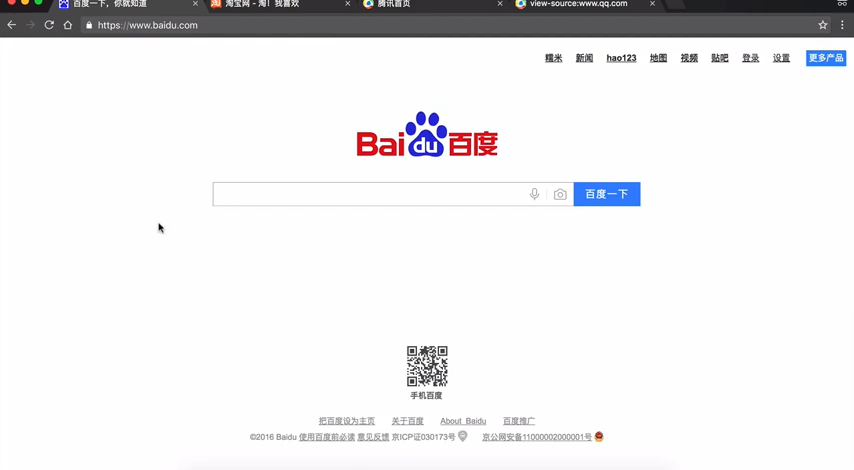 百度一下，你就知道
淘宝网 - 淘！我喜欢
腾讯首页
view-source:www.qq.com
https://www.baidu.com
糯米 新闻 hao123 地图 视频 贴吧 登录 设置 更多产品
Bai du 百度
百度一下
手机百度
把百度设为主页 关于百度 About Baidu 百度推广
©2016 Baidu 使用百度前必读 意见反馈 京ICP证030173号 京公网安备11000002000001号